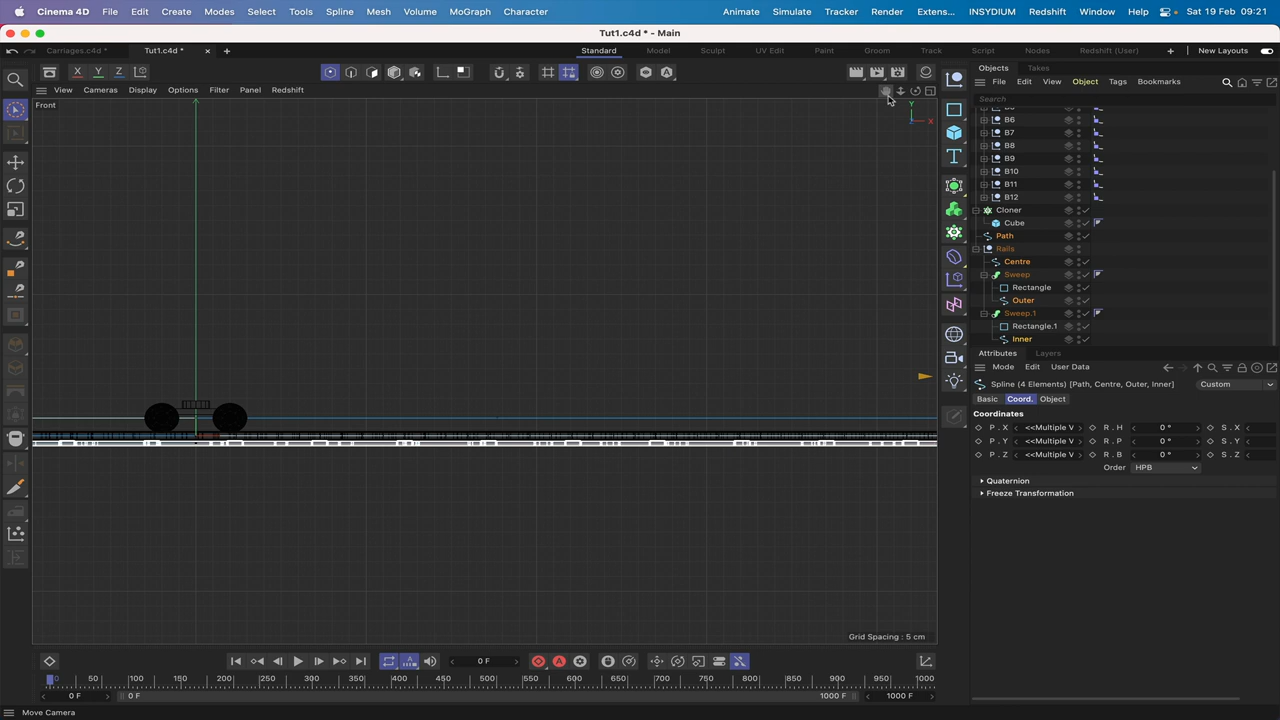 Cinema 4D File Edit Create Modes Select Tools Spline Mesh Volume MoGraph Character Animate Simulate Tracker Render Extens... INSYDIUM Redshift Window Help Sat 19 Feb 09:21
Tut1.c4d * - Main
Carriages.c4d * Tut1.c4d * × + Standard Model Sculpt UV Edit Paint Groom Track Script Nodes Redshift (User) + New Layouts
X Y Z
View Cameras Display Options Filter Panel Redshift
Front
Y
X
Z
Grid Spacing : 5 cm
Objects Takes
File Edit View Object Tags Bookmarks
Search
B6
B7
B8
B9
B10
B11
B12
Cloner
Cube
Path
Rails
Centre
Sweep
Rectangle
Outer
Sweep.1
Rectangle.1
Inner
Attributes Layers
Mode Edit User Data
Spline (4 Elements) [Path, Centre, Outer, Inner] Custom
Basic Coord. Object
Coordinates
P . X <<Multiple V R . H 0 ° S . X
P . Y <<Multiple V R . P 0 ° S . Y
P . Z <<Multiple V R . B 0 ° S . Z
Order HPB
Quaternion
Freeze Transformation
0 F
0 50 100 150 200 250 300 350 400 450 500 550 600 650 700 750 800 850 900 950 1000
0 F 0 F 1000 F 1000 F
Move Camera